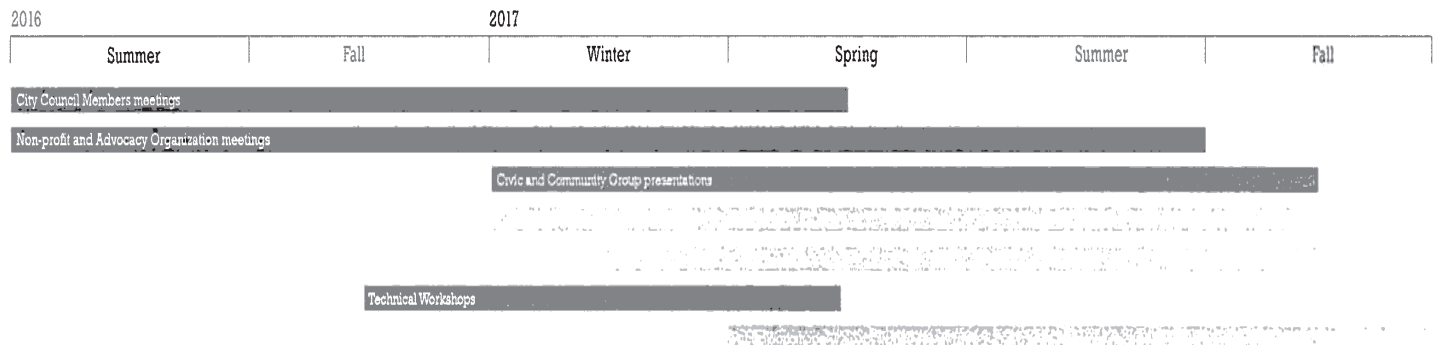 2016 2017
Summer Fall Winter Spring Summer Fall
City Council Members meetings
Non-profit and Advocacy Organization meetings
Civic and Community Group presentations
Technical Workshops